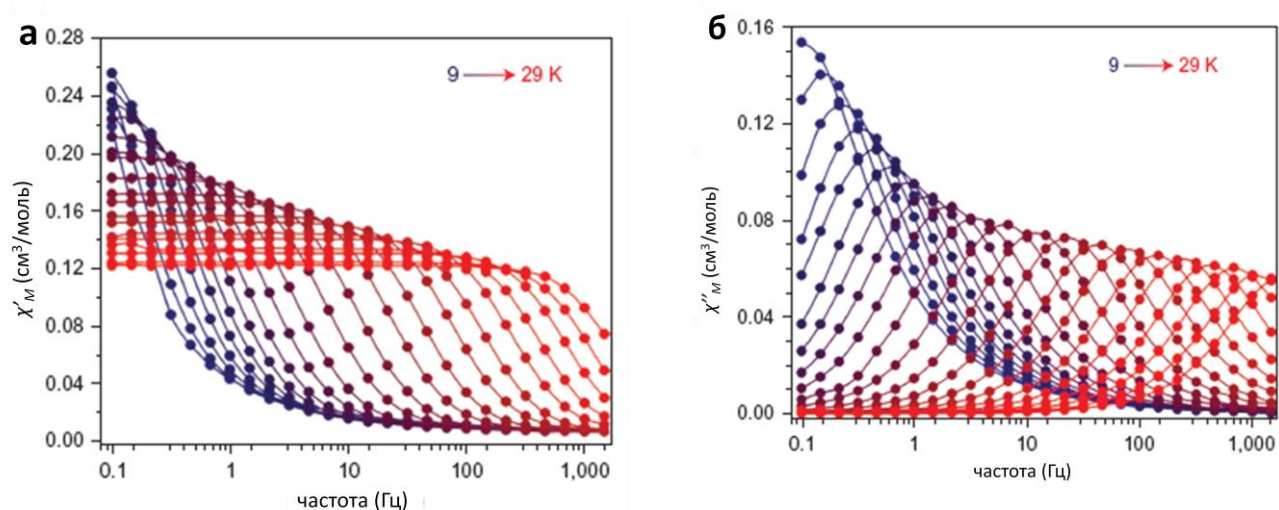 а
0.28
0.24
0.20
0.16
0.12
0.08
0.04
0.00
χ'M (см³/моль)
9 → 29 K
0.1 1 10 100 1,000
частота (Гц)
б
0.16
0.12
0.08
0.04
0.00
χ''M (см³/моль)
9 → 29 K
0.1 1 10 100 1000
частота (Гц)